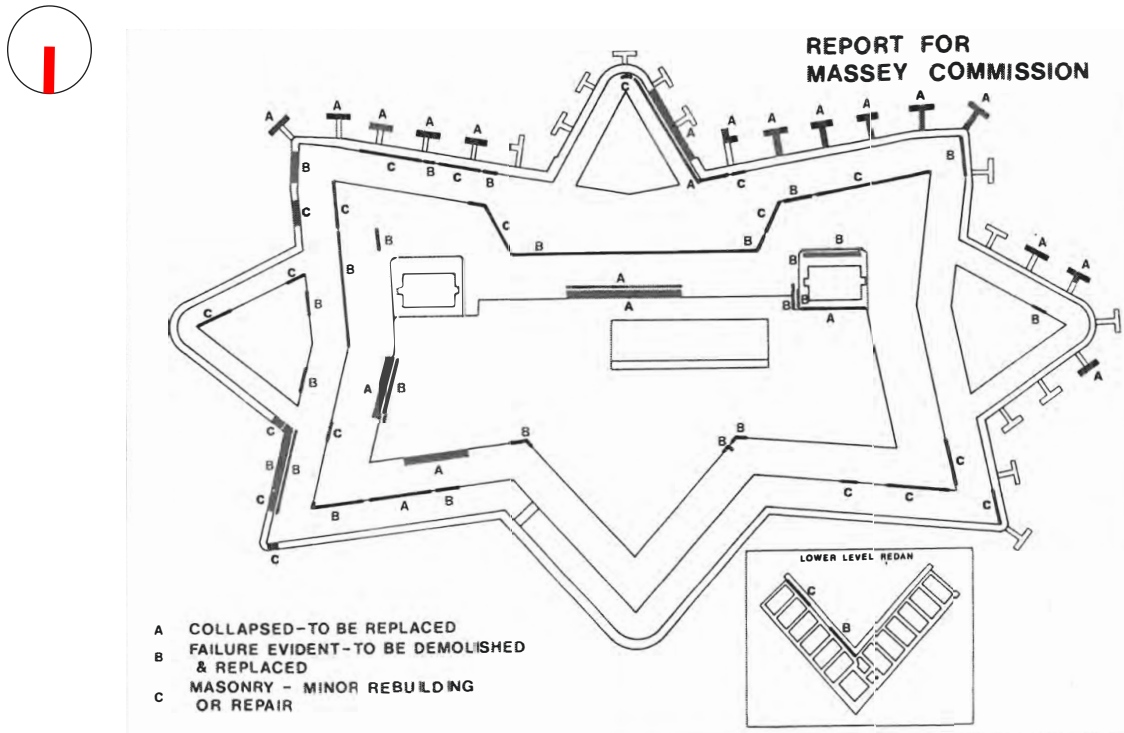 REPORT FOR
MASSEY COMMISSION
C
A
A
A
A
A
A
A
A
A
A
A
A
A
B
B
C
B
C
B
A
C
B
C
C
C
C
C
B
B
B
B
A
B
A
B
C
A
B
B
B
A
C
A
B
A
B
A
B
C
C
B
B
B
B
B
A
C
C
C
C
B
A
B
C
C
LOWER LEVEL REDAN
C
B
A COLLAPSED-TO BE REPLACED
B FAILURE EVIDENT-TO BE DEMOLISHED
& REPLACED
C MASONRY - MINOR REBUILDING
OR REPAIR